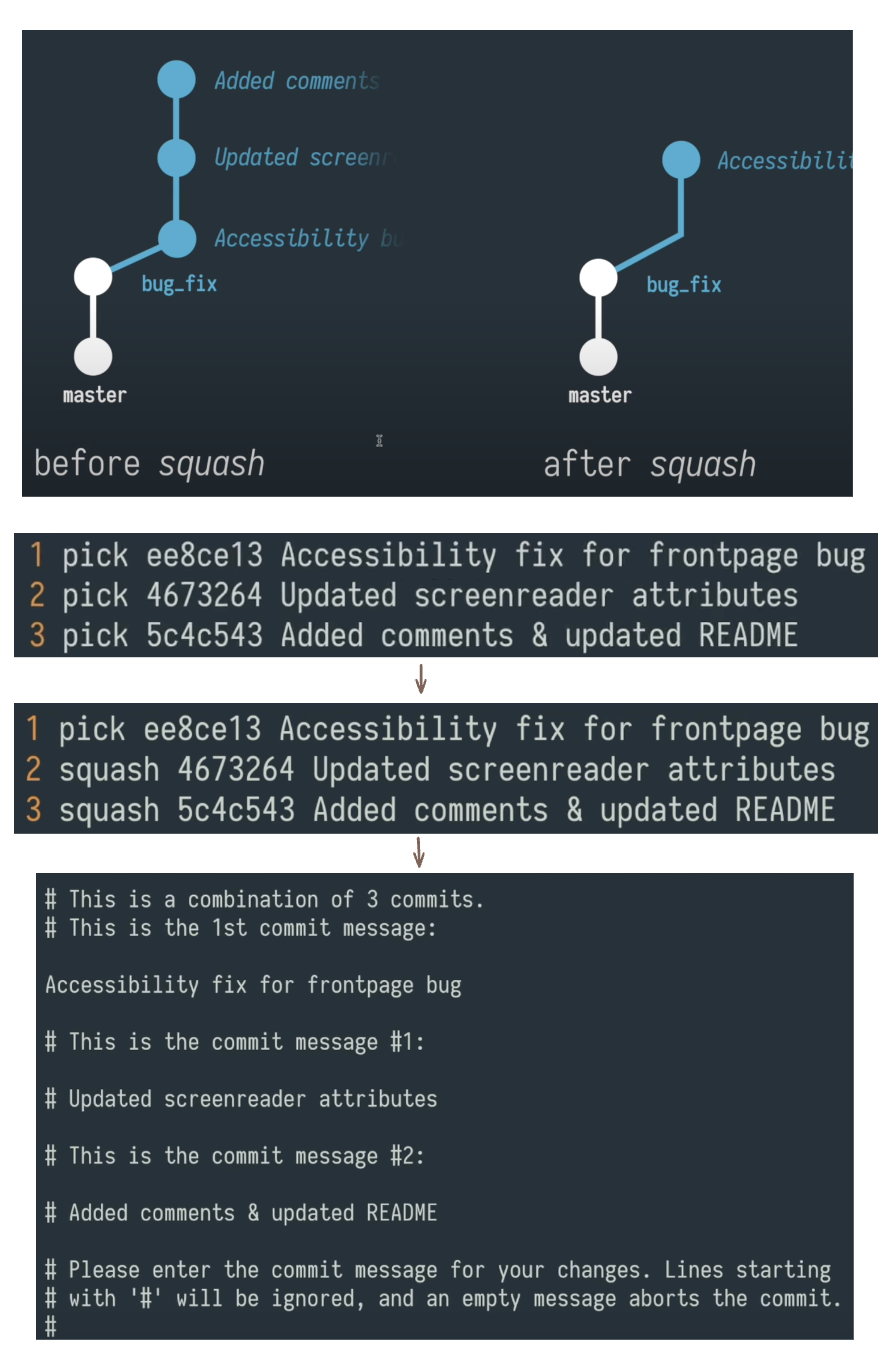 Added comments
Updated screen
Accessibility
bug_fix
master
before squash
Accessibilit
bug_fix
master
after squash
1 pick ee8ce13 Accessibility fix for frontpage bug
2 pick 4673264 Updated screenreader attributes
3 pick 5c4c543 Added comments & updated README
1 pick ee8ce13 Accessibility fix for frontpage bug
2 squash 4673264 Updated screenreader attributes
3 squash 5c4c543 Added comments & updated README
# This is a combination of 3 commits.
# This is the 1st commit message:
Accessibility fix for frontpage bug
# This is the commit message #1:
# Updated screenreader attributes
# This is the commit message #2:
# Added comments & updated README
# Please enter the commit message for your changes. Lines starting
# with '#' will be ignored, and an empty message aborts the commit.
#